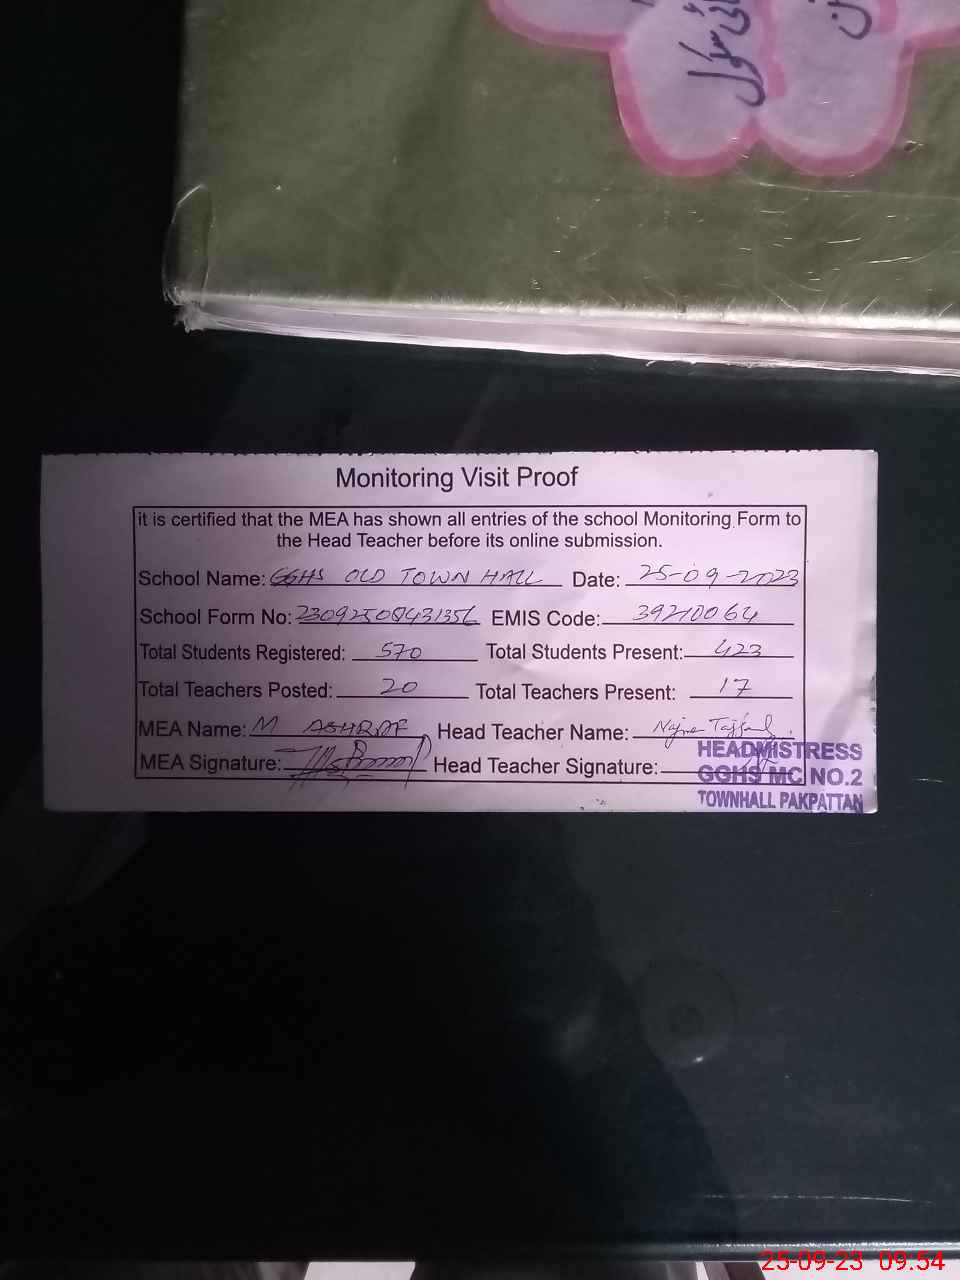 سکول
Monitoring Visit Proof
it is certified that the MEA has shown all entries of the school Monitoring Form to
the Head Teacher before its online submission.
School Name: GGHS OLD TOWN HALL Date: 25-09-2023
School Form No: EMIS Code: 39210064
Total Students Registered: 570 Total Students Present: 423
Total Teachers Posted: 20 Total Teachers Present: 17
MEA Name: M ASHRAF Head Teacher Name:
MEA Signature: Head Teacher Signature:
HEADMISTRESS
GGHS MC NO.2
TOWNHALL PAKPATTAN
25-09-23 09:54